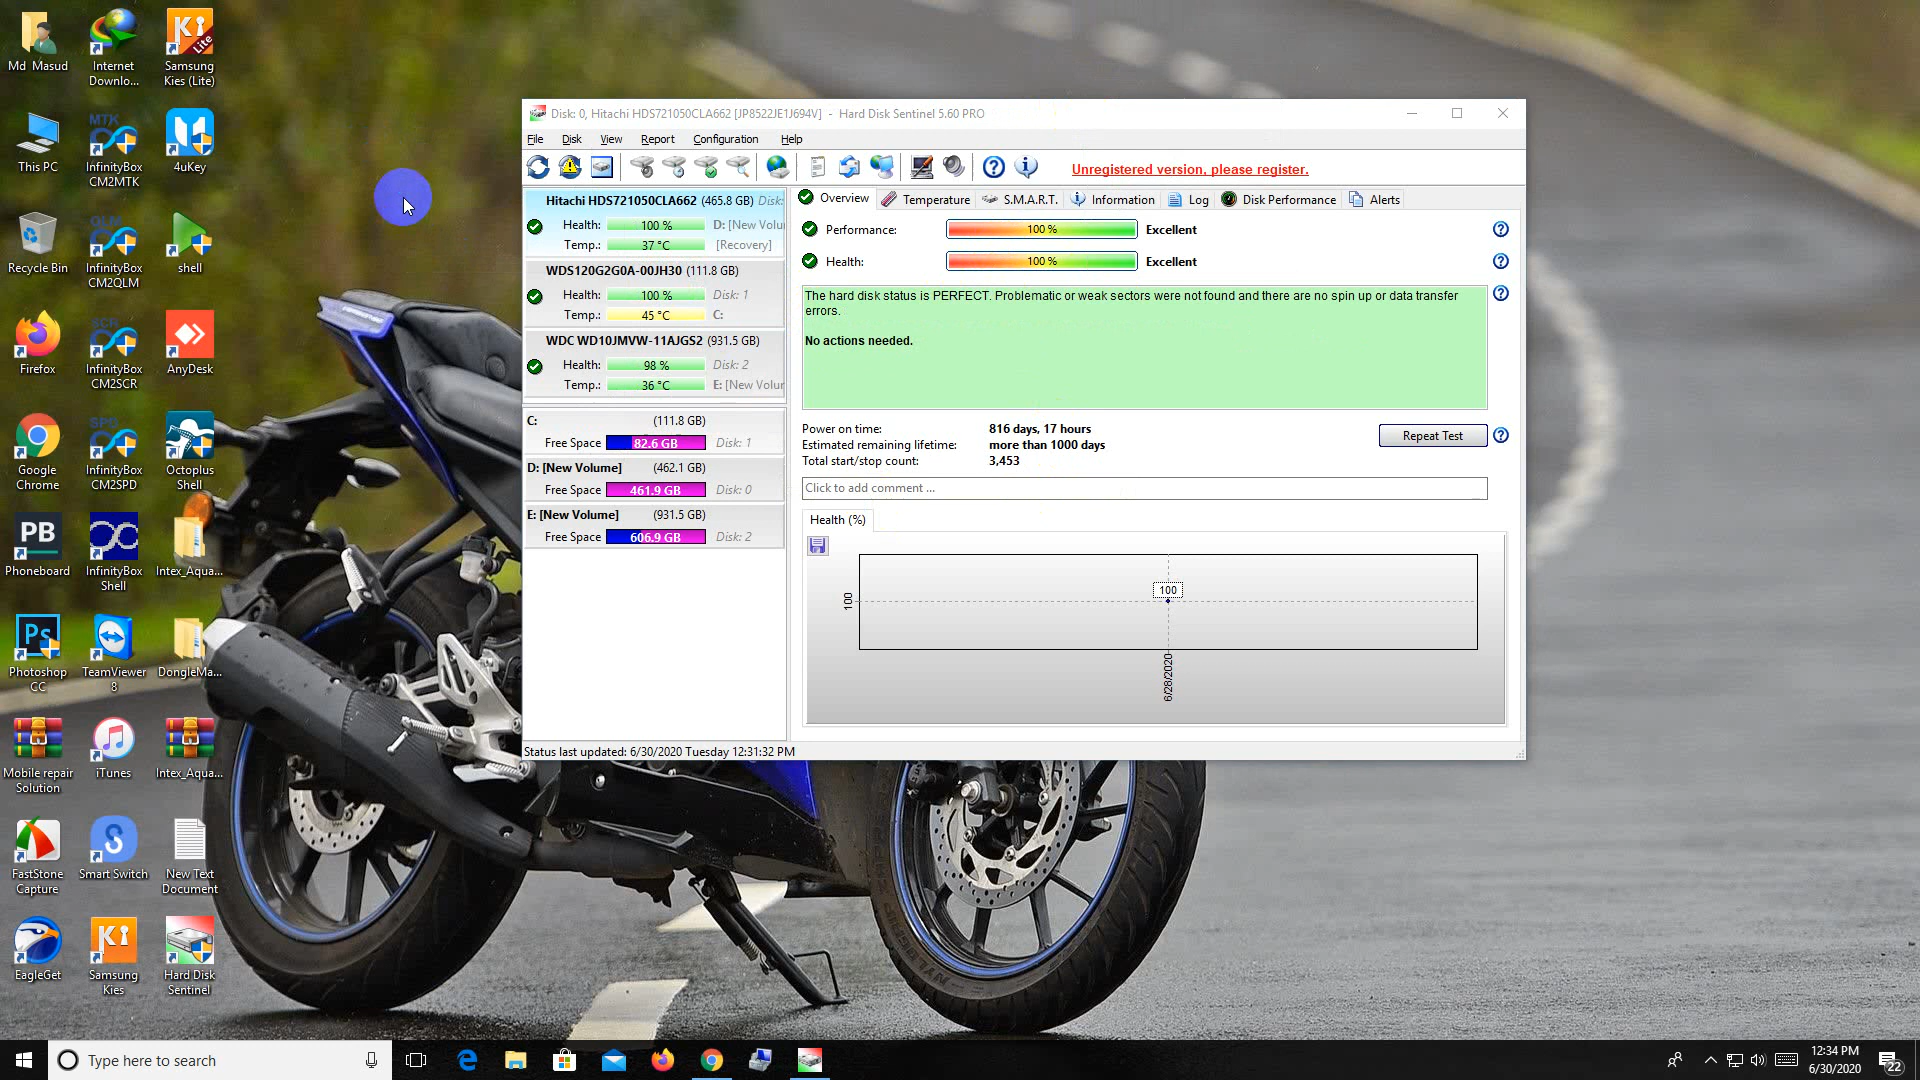 Md Masud
Internet
Downlo...
Samsung
Kies (Lite)
This PC
InfinityBox
CM2MTK
4uKey
Recycle Bin
InfinityBox
CM2QLM
shell
Firefox
InfinityBox
CM2SCR
AnyDesk
Google
Chrome
InfinityBox
CM2SPD
Octoplus
Shell
PB
Phoneboard
InfinityBox
Shell
Intex_Aqua...
Ps
Photoshop
CC
TeamViewer
8
DongleMa...
Mobile repair
Solution
iTunes
Intex_Aqua...
FastStone
Capture
Smart Switch
New Text
Document
EagleGet
Samsung
Kies
Hard Disk
Sentinel
Disk: 0, Hitachi HDS721050CLA662 [JP8522JE1J694V] - Hard Disk Sentinel 5.60 PRO
File Disk View Report Configuration Help
Unregistered version, please register.
Hitachi HDS721050CLA662 (465.8 GB) Disk:
Health: 100 % D: [New Volu
Temp.: 37 °C [Recovery]
WDS120G2G0A-00JH30 (111.8 GB)
Health: 100 % Disk: 1
Temp.: 45 °C C:
WDC WD10JMVW-11AJGS2 (931.5 GB)
Health: 98 % Disk: 2
Temp.: 36 °C E: [New Volur
C: (111.8 GB)
Free Space 82.6 GB Disk: 1
D: [New Volume] (462.1 GB)
Free Space 461.9 GB Disk: 0
E: [New Volume] (931.5 GB)
Free Space 606.9 GB Disk: 2
Overview Temperature S.M.A.R.T. Information Log Disk Performance Alerts
Performance: 100 % Excellent
Health: 100 % Excellent
The hard disk status is PERFECT. Problematic or weak sectors were not found and there are no spin up or data transfer
errors.
No actions needed.
Power on time: 816 days, 17 hours
Estimated remaining lifetime: more than 1000 days
Total start/stop count: 3,453
Repeat Test
Click to add comment ...
Health (%)
100
100
6/28/2020
Status last updated: 6/30/2020 Tuesday 12:31:32 PM
Type here to search
12:34 PM
6/30/2020
22